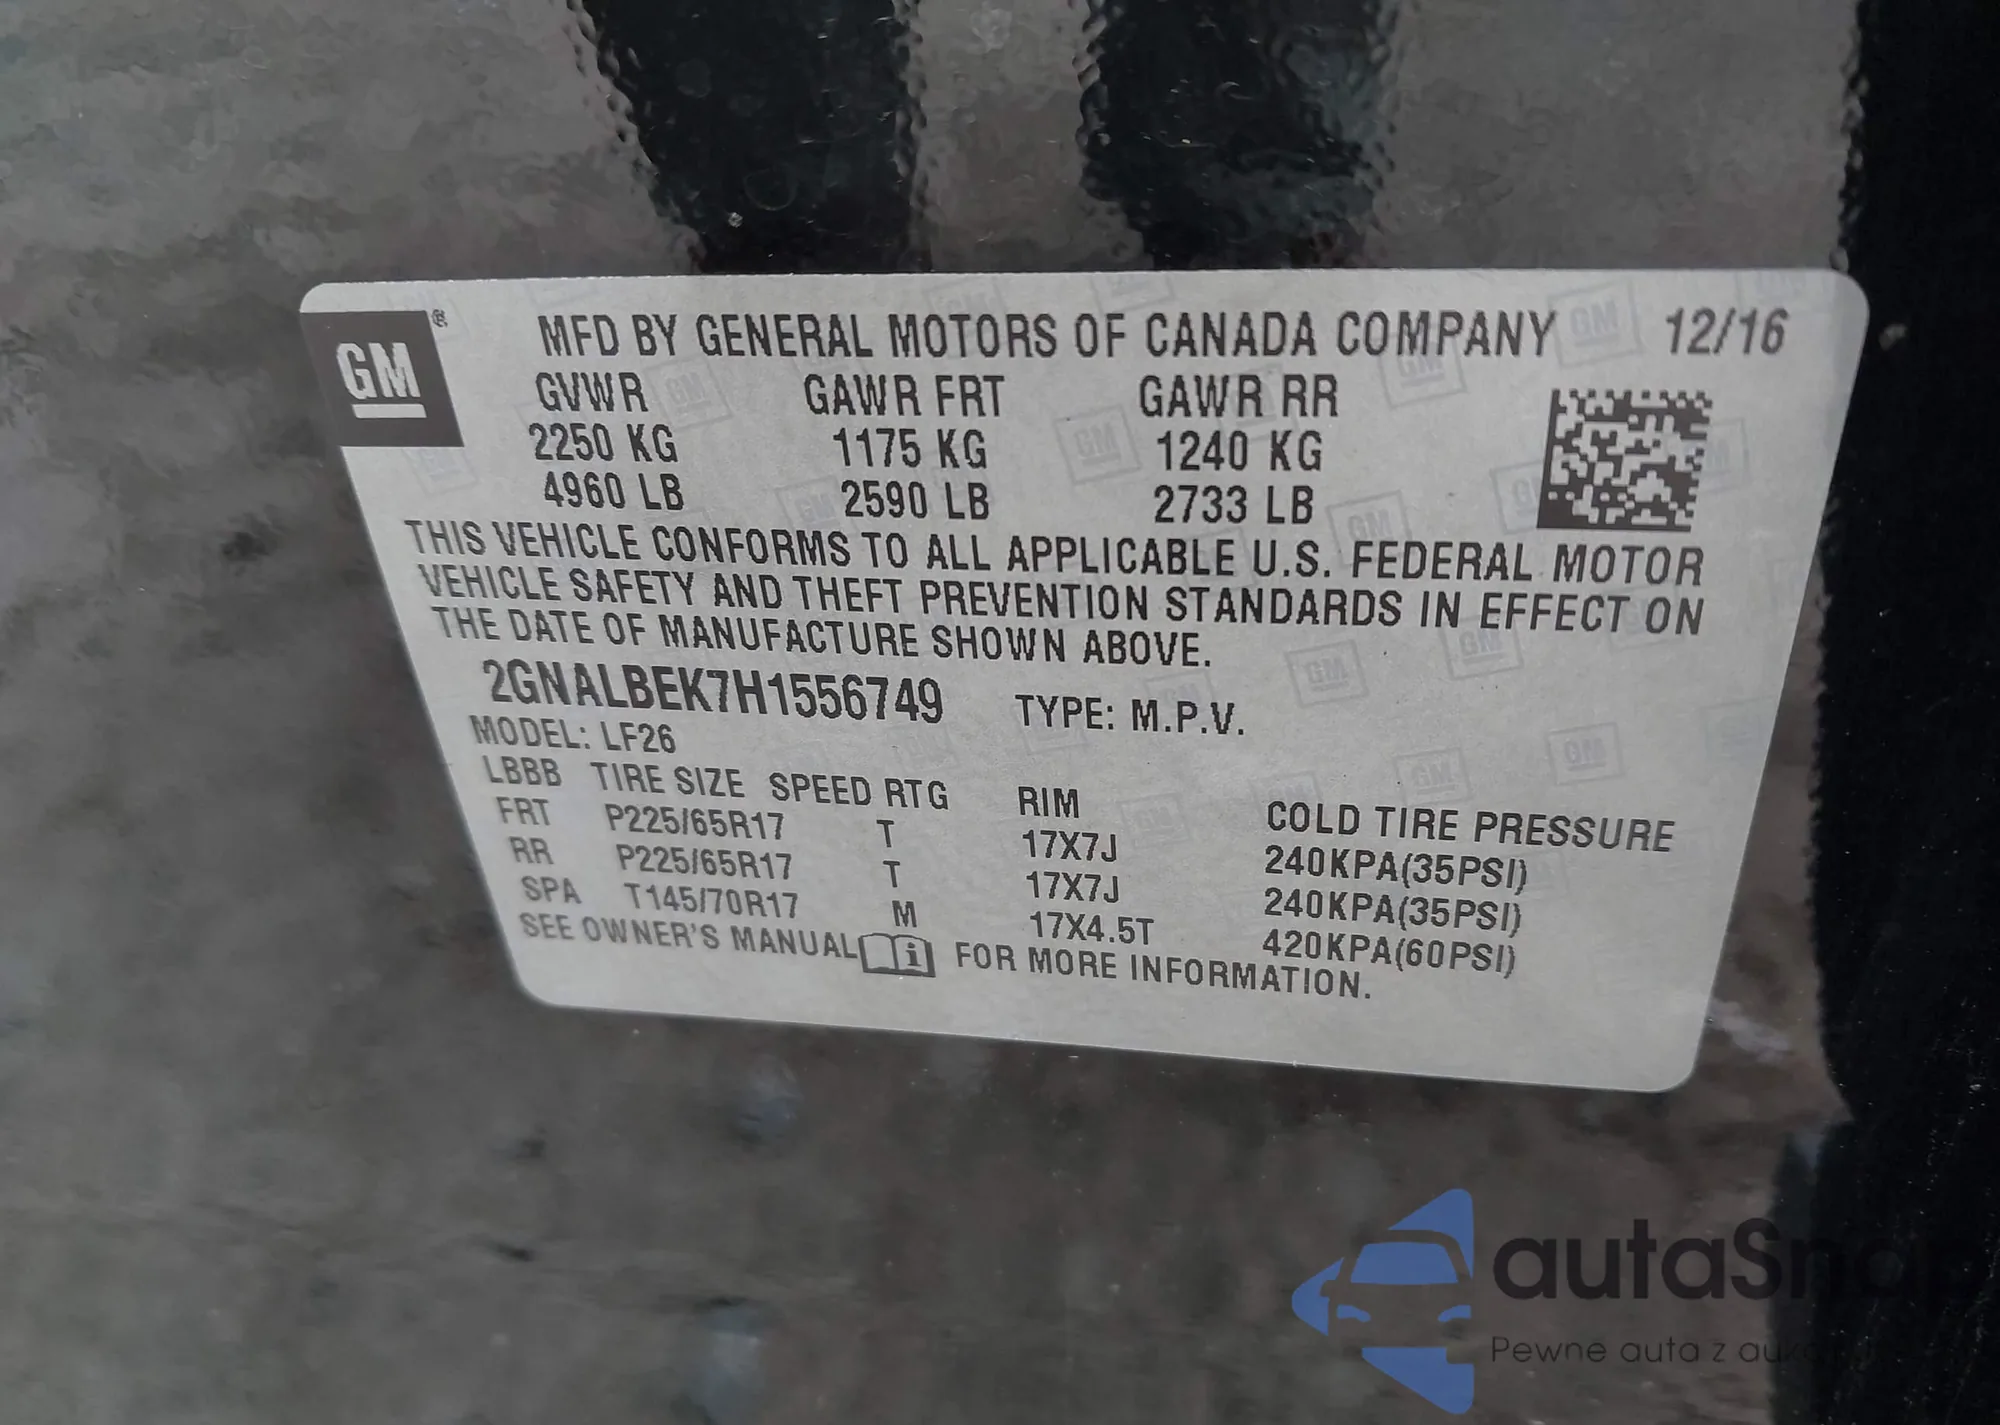 GM®
MFD BY GENERAL MOTORS OF CANADA COMPANY 12/16
GVWR GAWR FRT GAWR RR
2250 KG 1175 KG 1240 KG
4960 LB 2590 LB 2733 LB
THIS VEHICLE CONFORMS TO ALL APPLICABLE U.S. FEDERAL MOTOR
VEHICLE SAFETY AND THEFT PREVENTION STANDARDS IN EFFECT ON
THE DATE OF MANUFACTURE SHOWN ABOVE.
2GNALBEK7H1556749 TYPE: M.P.V.
MODEL: LF26
LBBB TIRE SIZE SPEED RTG RIM COLD TIRE PRESSURE
FRT P225/65R17 T 17X7J 240KPA(35PSI)
RR P225/65R17 T 17X7J 240KPA(35PSI)
SPA T145/70R17 M 17X4.5T 420KPA(60PSI)
SEE OWNER'S MANUAL FOR MORE INFORMATION.
autaSnap
Pewne auta z